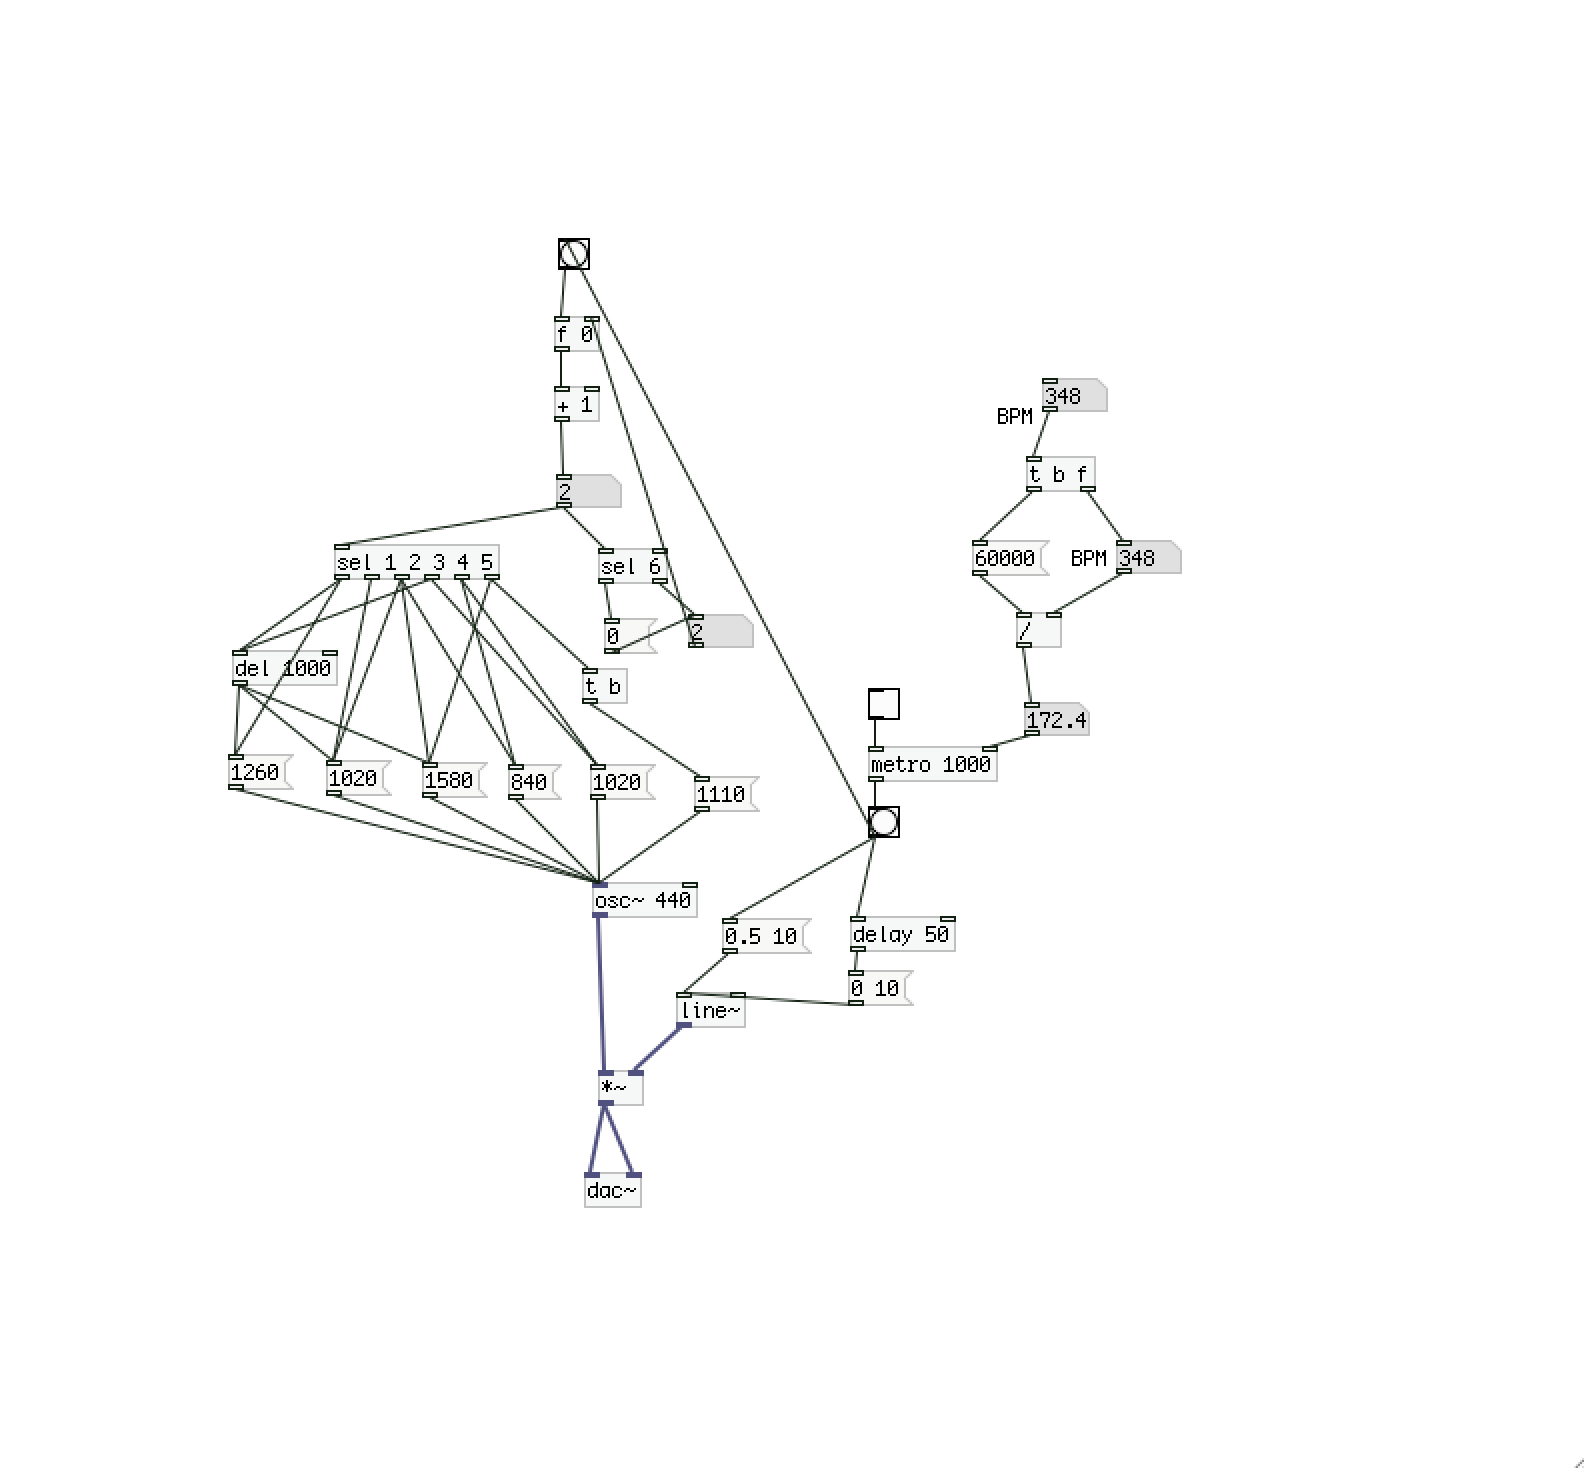 f 0
+ 1
348
BPM
t b f
2
sel 1 2 3 4 5
sel 6
60000
BPM
348
0
2
/
del 1000
t b
172.4
metro 1000
1260
1020
1580
840
1020
1110
osc~ 440
0.5 10
delay 50
0 10
line~
*~
dac~